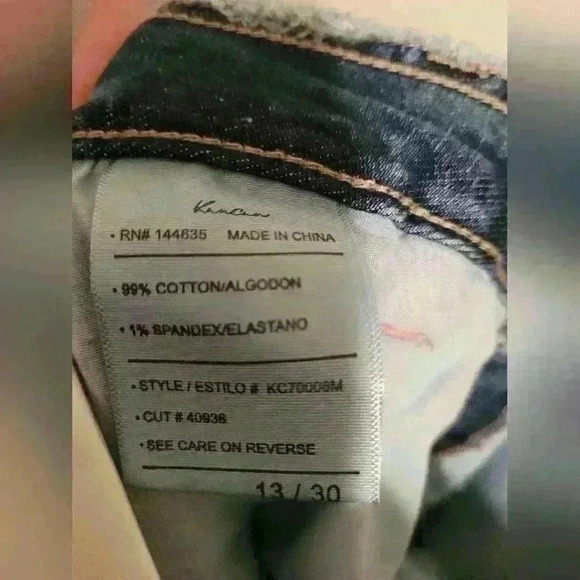 Kancan
• RN# 144635 MADE IN CHINA
• 99% COTTON/ALGODON
• 1% SPANDEX/ELASTANO
• STYLE / ESTILO # KC70006M
• CUT # 40936
• SEE CARE ON REVERSE
13 / 30